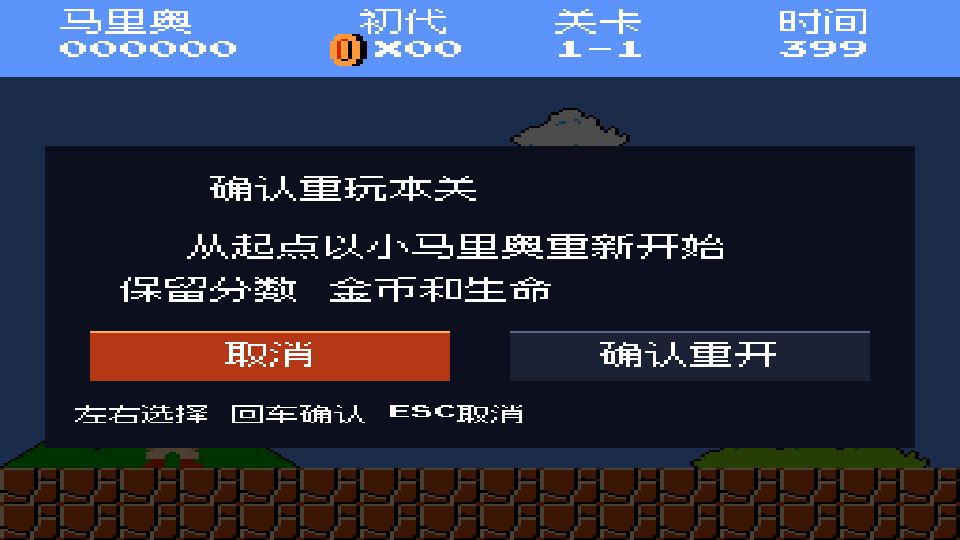 马里奥 初代 关卡 时间
000000 X00 1-1 399
确认重玩本关
从起点以小马里奥重新开始
保留分数 金币和生命
取消 确认重开
左右选择 回车确认 ESC取消